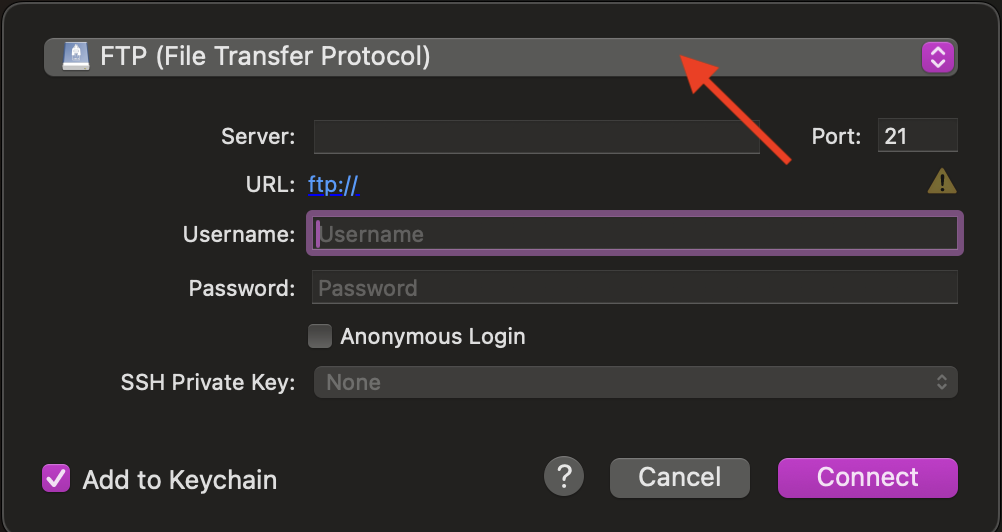 FTP (File Transfer Protocol)
Server: Port: 21
URL: ftp://
Username: Username
Password: Password
Anonymous Login
SSH Private Key: None
Add to Keychain ? Cancel Connect